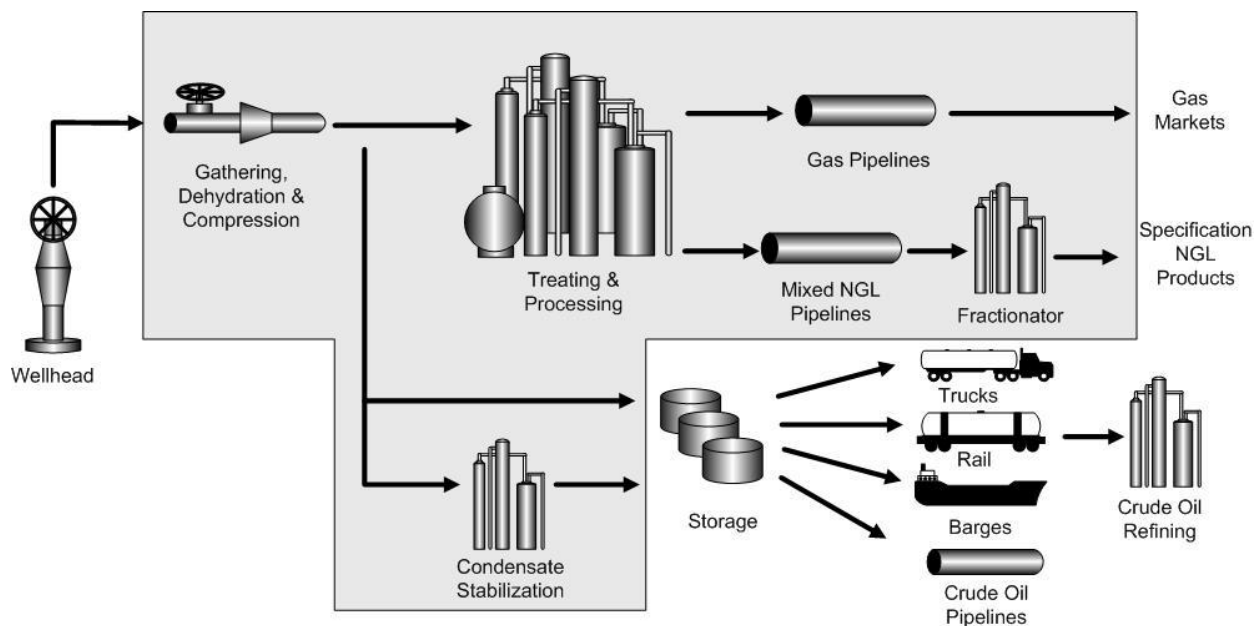 Wellhead
Gathering,
Dehydration &
Compression
Treating &
Processing
Gas Pipelines
Gas
Markets
Mixed NGL
Pipelines
Fractionator
Specification
NGL
Products
Condensate
Stabilization
Storage
Trucks
Rail
Barges
Crude Oil
Pipelines
Crude Oil
Refining